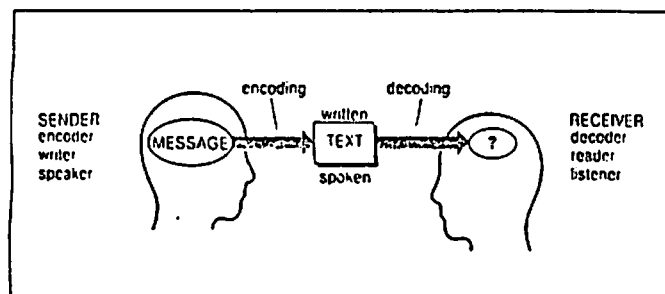 encoding
decoding
SENDER
encoder
writer
speaker
MESSAGE
written
TEXT
spoken
?
RECEIVER
decoder
reader
listener